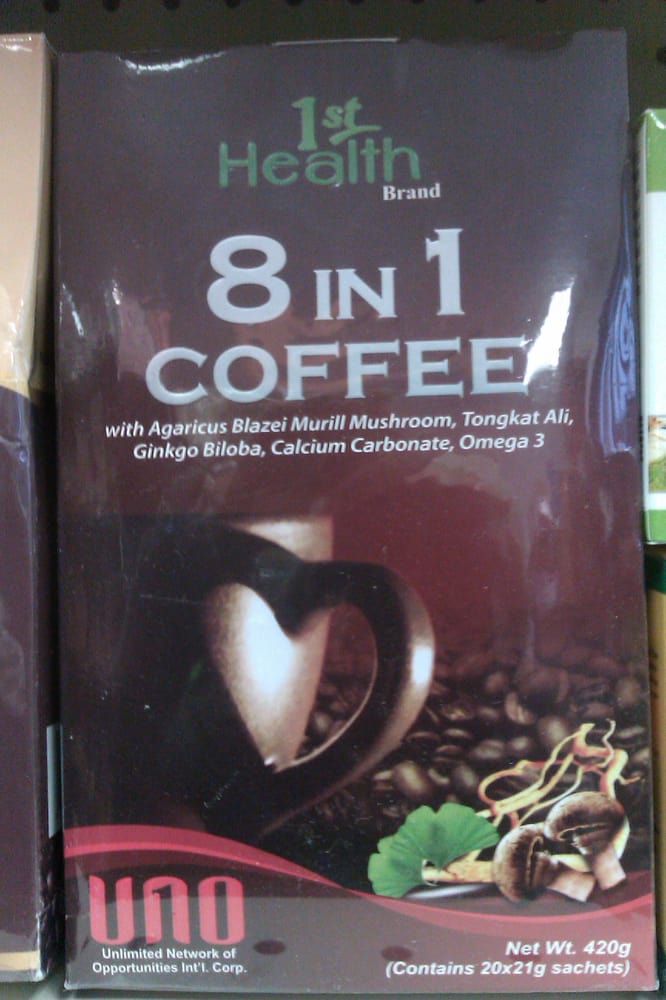 1st
Health
Brand
8 IN 1
COFFEE
with Agaricus Blazei Murill Mushroom, Tongkat Ali,
Ginkgo Biloba, Calcium Carbonate, Omega 3
UNO
Unlimited Network of
Opportunities Int'l. Corp.
Net Wt. 420g
(Contains 20x21g sachets)